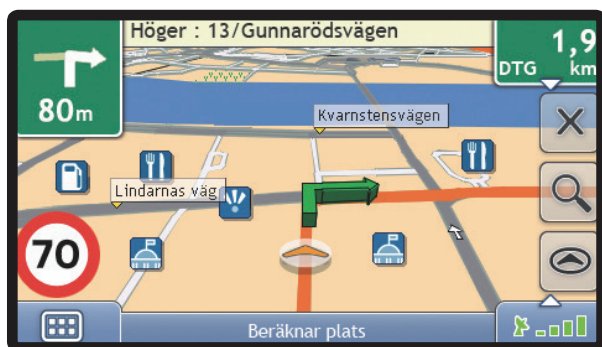 Höger : 13/Gunnarödsvägen
80m
1,9
DTG km
Kvarnstensvägen
Lindarnas väg
70
Beräknar plats